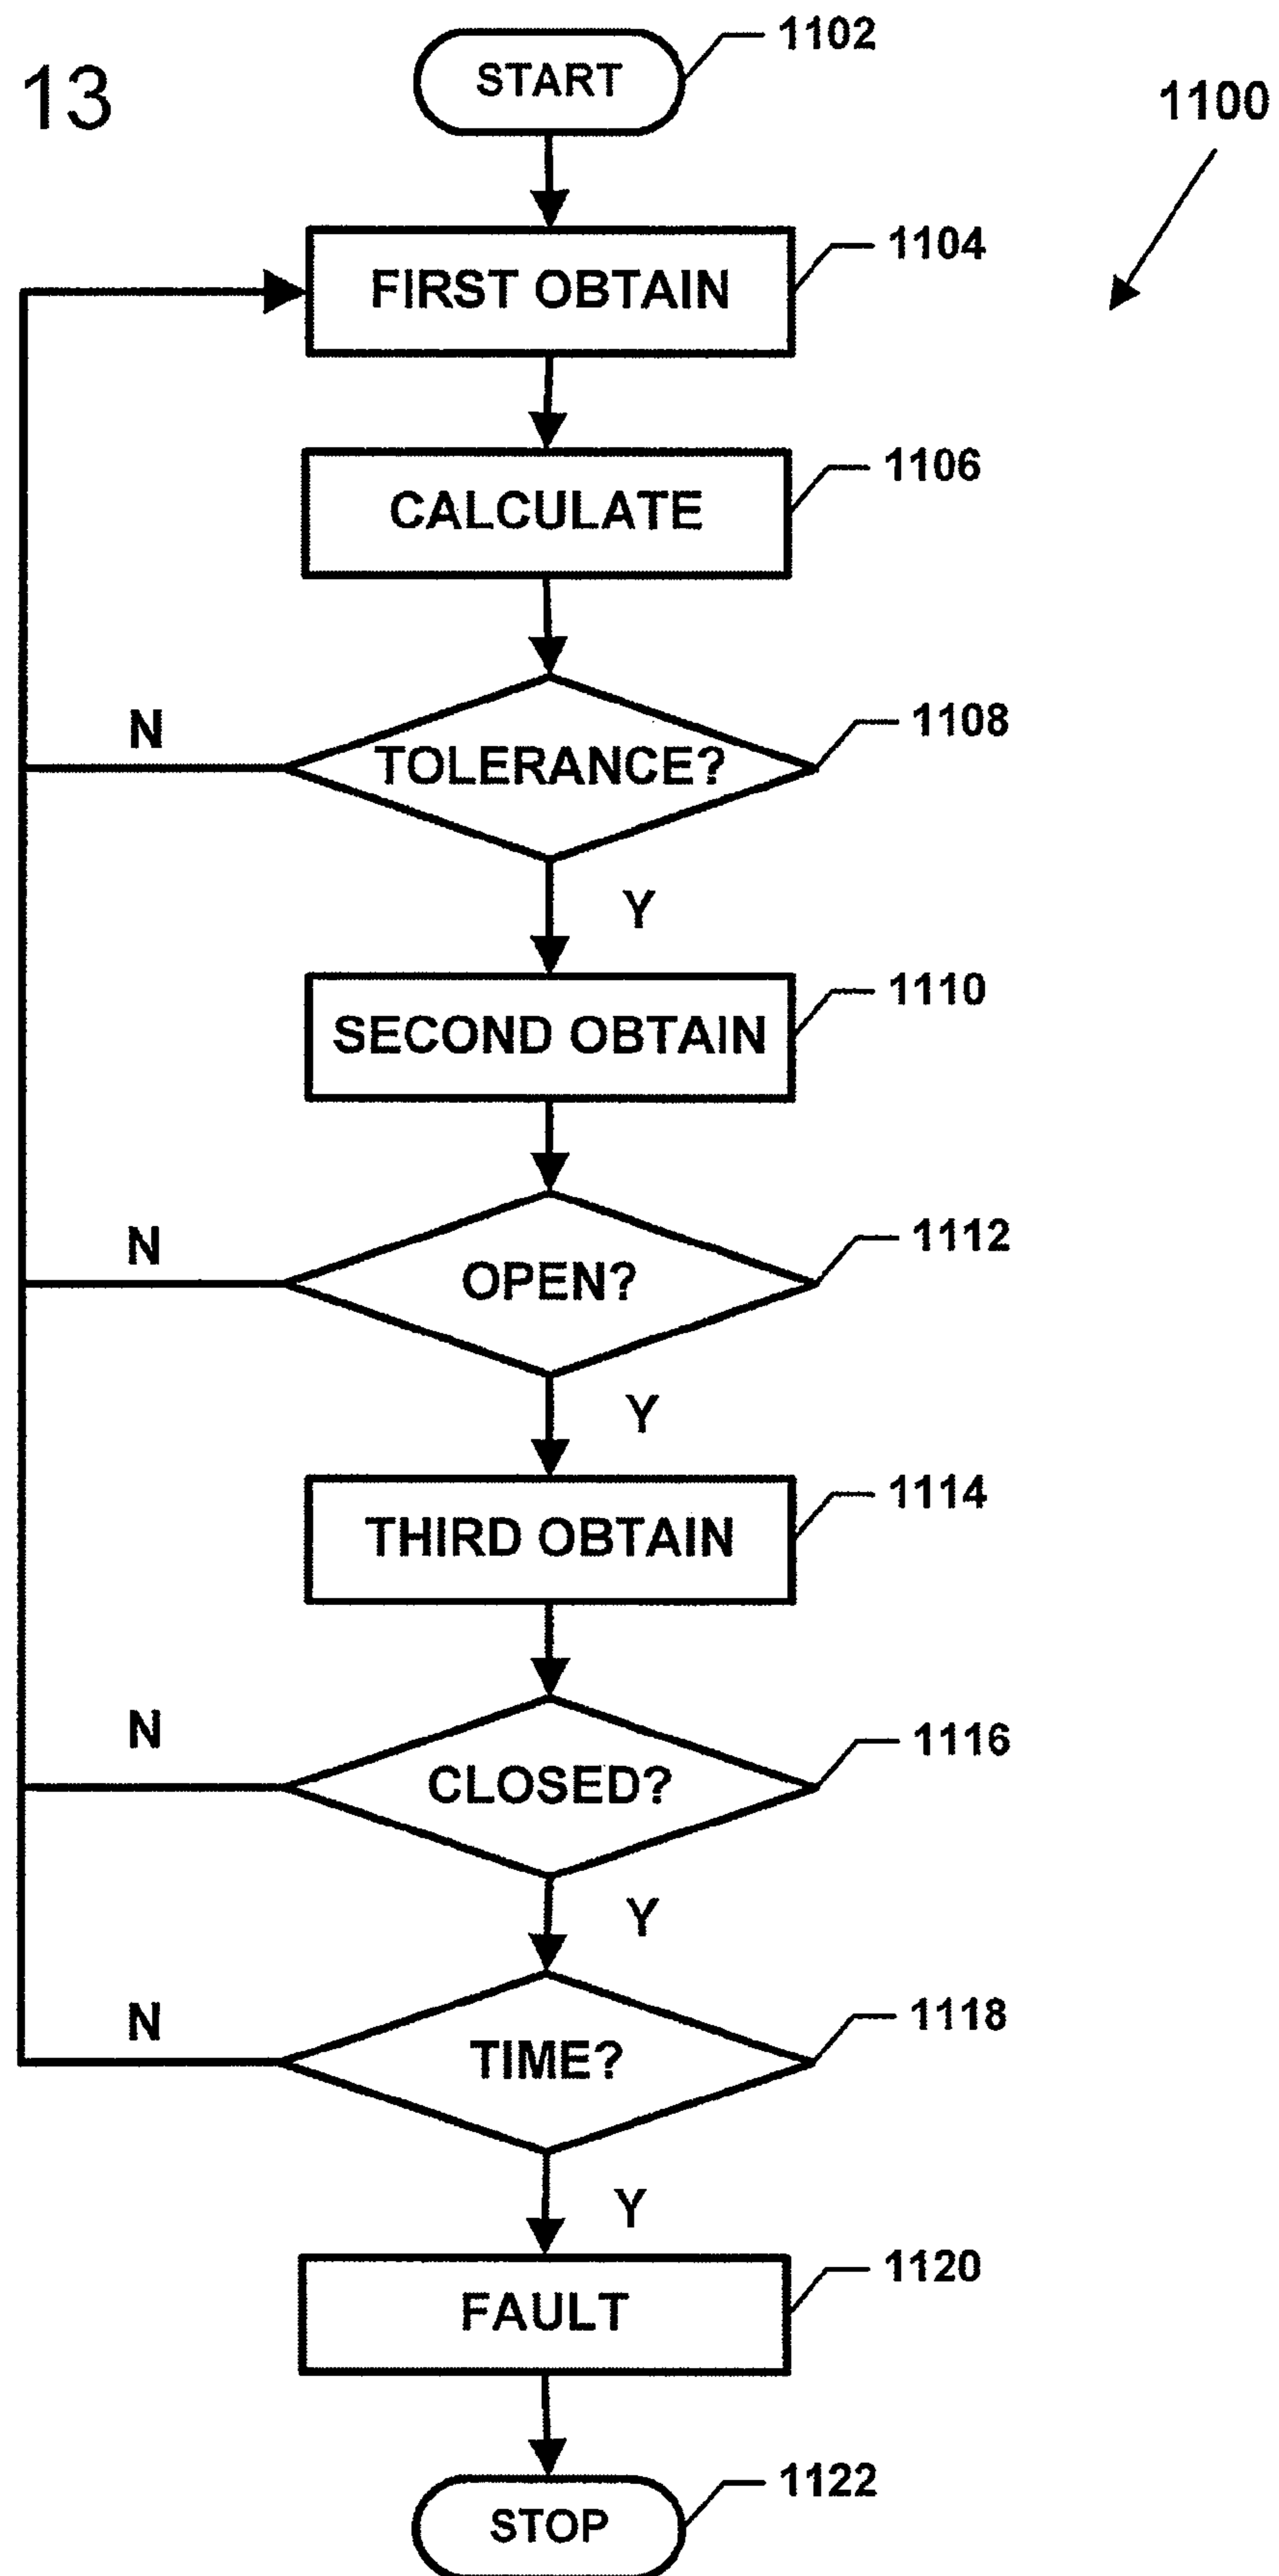 1102
START
13
1100
1104
FIRST OBTAIN
1106
CALCULATE
1108
N
TOLERANCE?
Y
1110
SECOND OBTAIN
1112
N
OPEN?
Y
1114
THIRD OBTAIN
1116
N
CLOSED?
Y
1118
N
TIME?
Y
1120
FAULT
1122
STOP